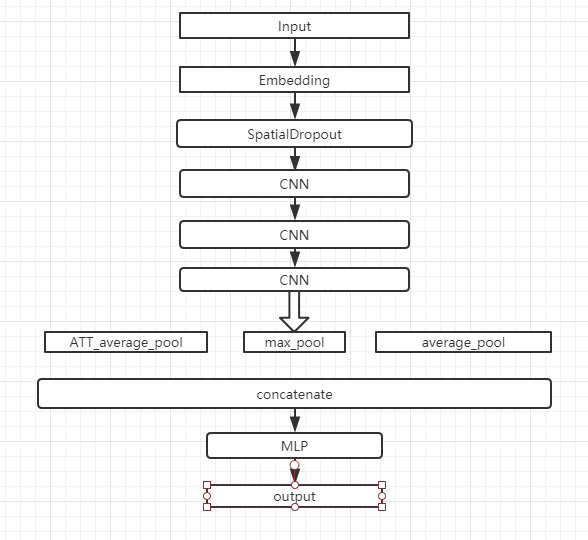 Input
Embedding
SpatialDropout
CNN
CNN
CNN
ATT_average_pool max_pool average_pool
concatenate
MLP
output